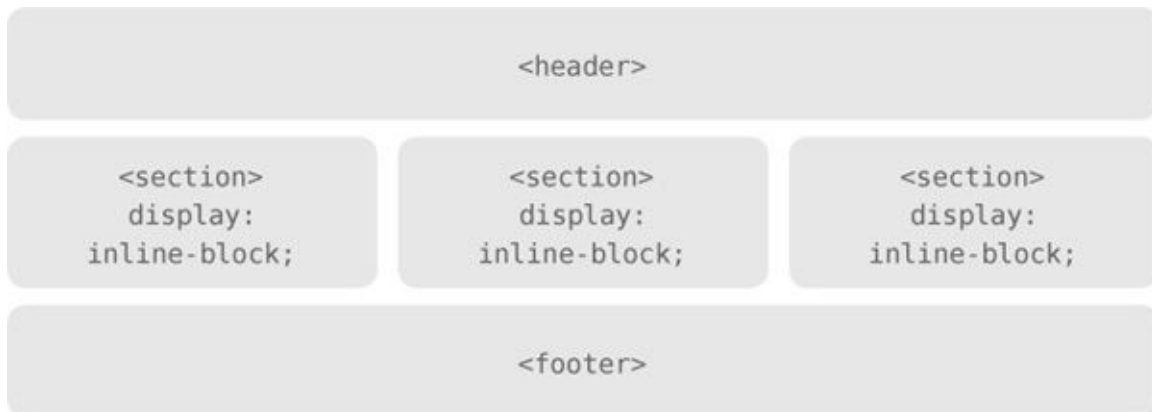 <header>
<section>
display:
inline-block;
<section>
display:
inline-block;
<section>
display:
inline-block;
<footer>